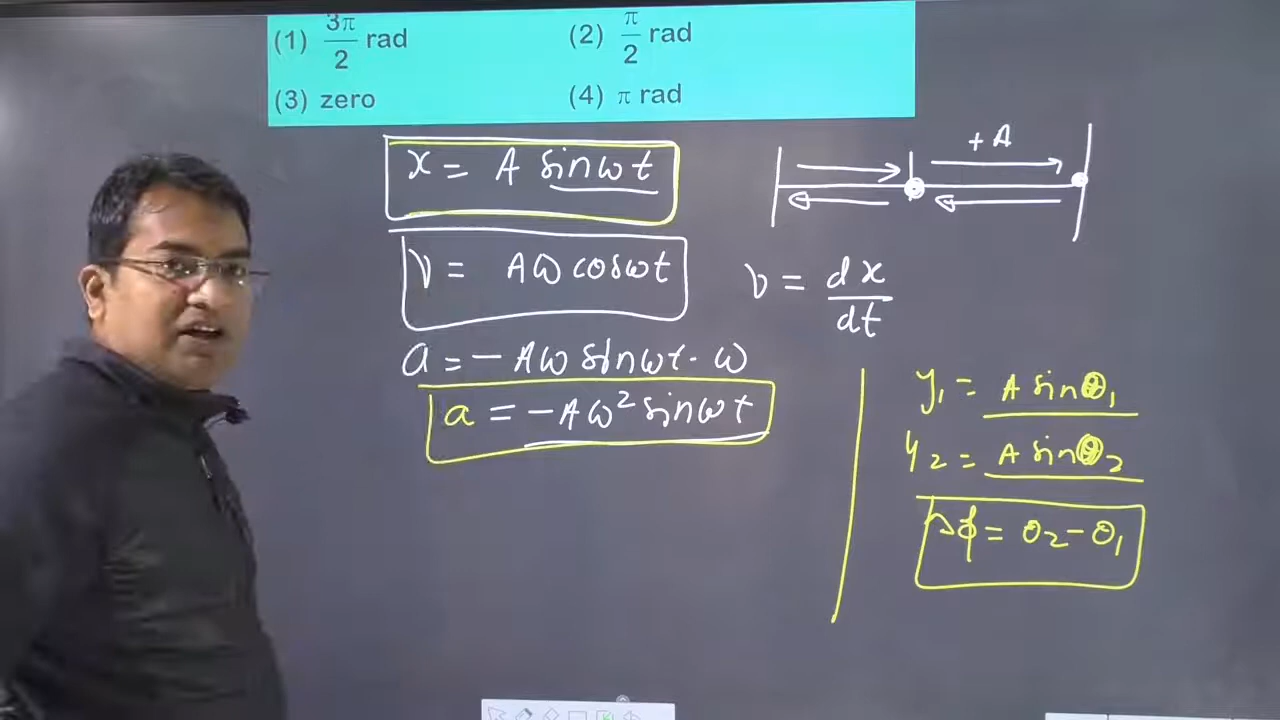 (1) 3π/2 rad (2) π/2 rad
(3) zero (4) π rad
x = A sinωt
+A
v = Aω cosωt
v = dx/dt
a = -Aω sinωt · ω
a = -Aω² sinωt
y₁ = A sinθ₁
y₂ = A sinθ₂
Δϕ = θ₂ - θ₁